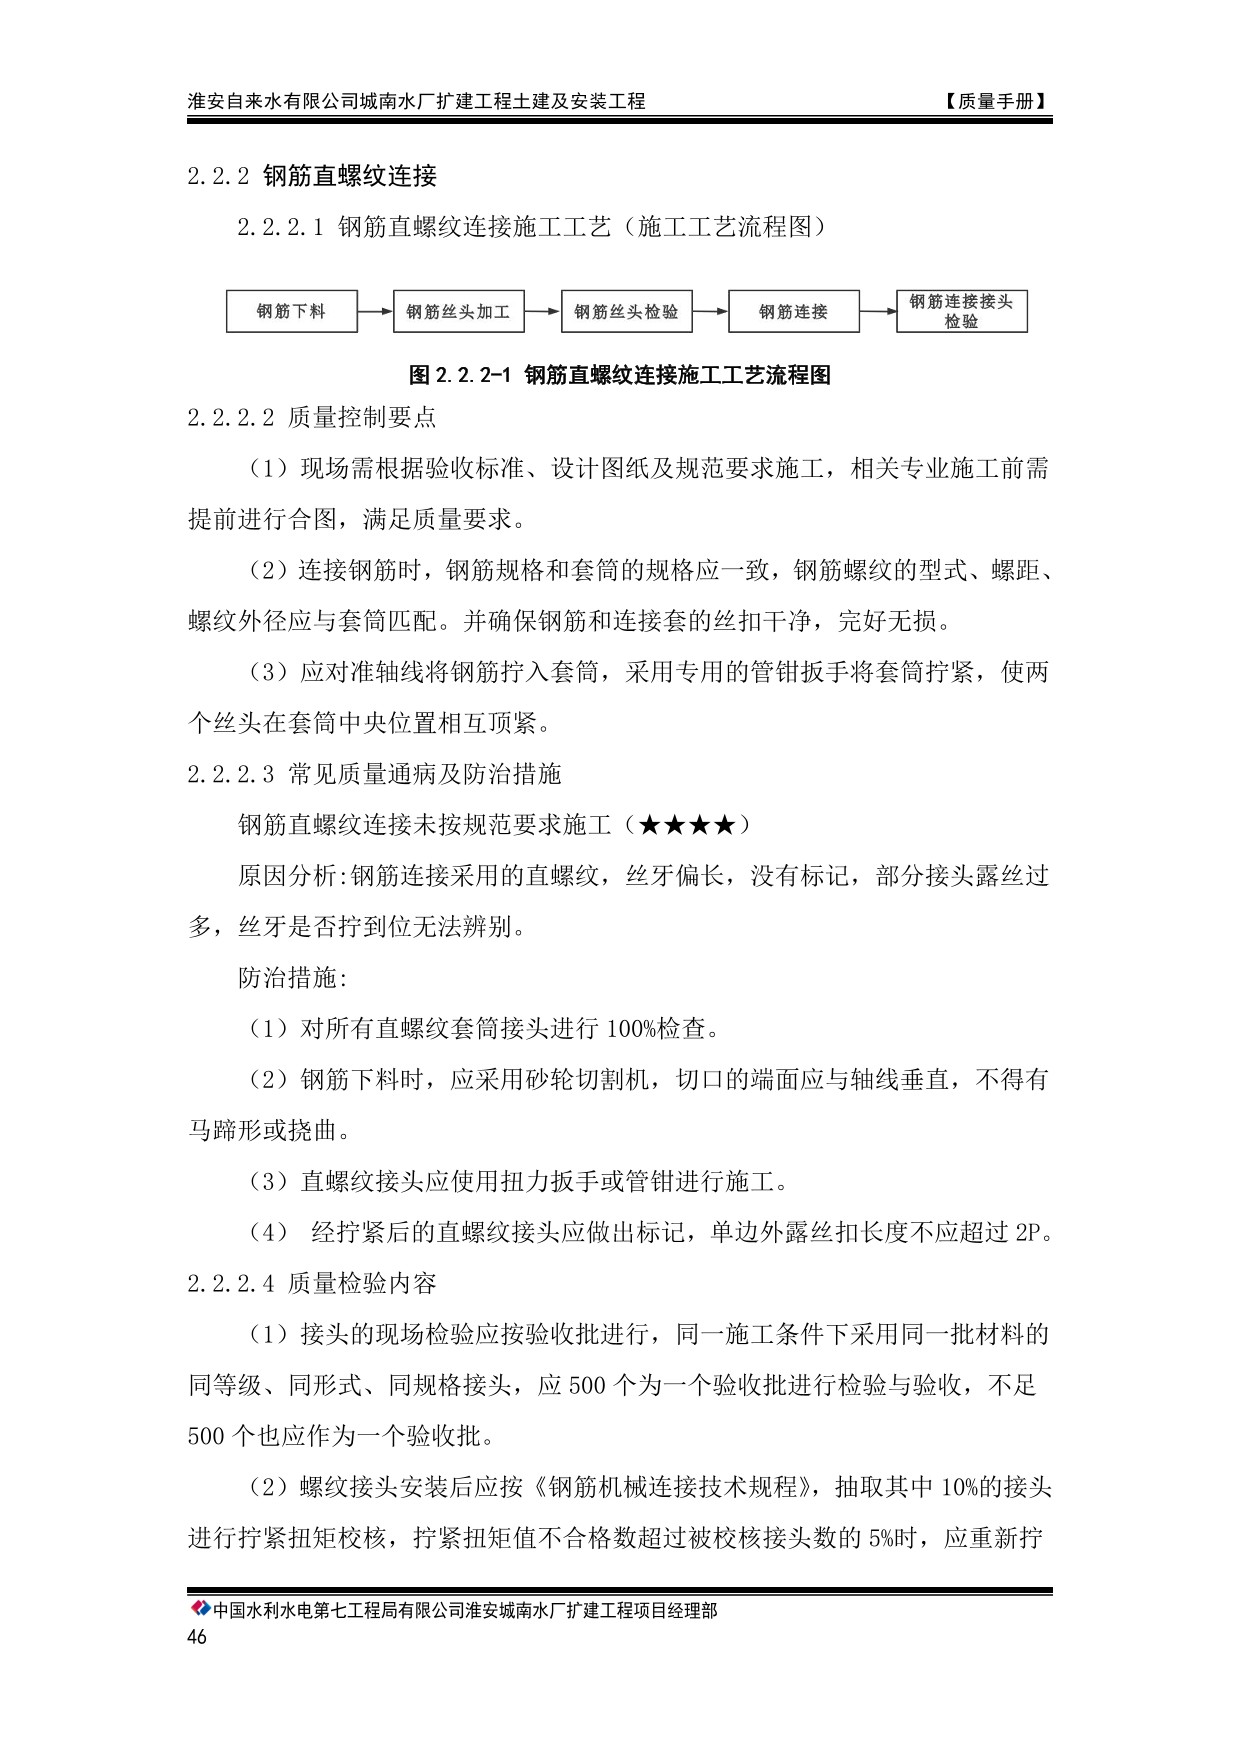 淮安自来水有限公司城南水厂扩建工程土建及安装工程 【质量手册】
2.2.2 钢筋直螺纹连接
2.2.2.1 钢筋直螺纹连接施工工艺（施工工艺流程图）
钢筋下料
钢筋丝头加工
钢筋丝头检验
钢筋连接
钢筋连接接头
检验
图 2.2.2-1 钢筋直螺纹连接施工工艺流程图
2.2.2.2 质量控制要点
（1）现场需根据验收标准、设计图纸及规范要求施工，相关专业施工前需
提前进行合图，满足质量要求。
（2）连接钢筋时，钢筋规格和套筒的规格应一致，钢筋螺纹的型式、螺距、
螺纹外径应与套筒匹配。并确保钢筋和连接套的丝扣干净，完好无损。
（3）应对准轴线将钢筋拧入套筒，采用专用的管钳扳手将套筒拧紧，使两
个丝头在套筒中央位置相互顶紧。
2.2.2.3 常见质量通病及防治措施
钢筋直螺纹连接未按规范要求施工（★★★★）
原因分析:钢筋连接采用的直螺纹，丝牙偏长，没有标记，部分接头露丝过
多，丝牙是否拧到位无法辨别。
防治措施:
（1）对所有直螺纹套筒接头进行 100%检查。
（2）钢筋下料时，应采用砂轮切割机，切口的端面应与轴线垂直，不得有
马蹄形或挠曲。
（3）直螺纹接头应使用扭力扳手或管钳进行施工。
（4） 经拧紧后的直螺纹接头应做出标记，单边外露丝扣长度不应超过 2P。
2.2.2.4 质量检验内容
（1）接头的现场检验应按验收批进行，同一施工条件下采用同一批材料的
同等级、同形式、同规格接头，应 500 个为一个验收批进行检验与验收，不足
500 个也应作为一个验收批。
（2）螺纹接头安装后应按《钢筋机械连接技术规程》，抽取其中 10%的接头
进行拧紧扭矩校核，拧紧扭矩值不合格数超过被校核接头数的 5%时，应重新拧
中国水利水电第七工程局有限公司淮安城南水厂扩建工程项目经理部
46